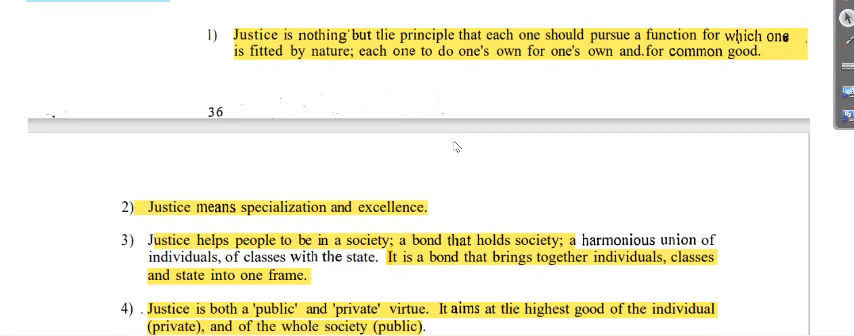 1) Justice is nothing but tlie principle that each one should pursue a function for which one
is fitted by nature; each one to do one's own for one's own and.for common good.
36
2) Justice means specialization and excellence.
3) Justice helps people to be in a society; a bond that holds society; a harmonious union of
individuals, of classes with the state. It is a bond that brings together individuals, classes
and state into one frame.
4) . Justice is both a 'public' and 'private' virtue. It aims at tlie highest good of the individual
(private), and of the whole society (public).